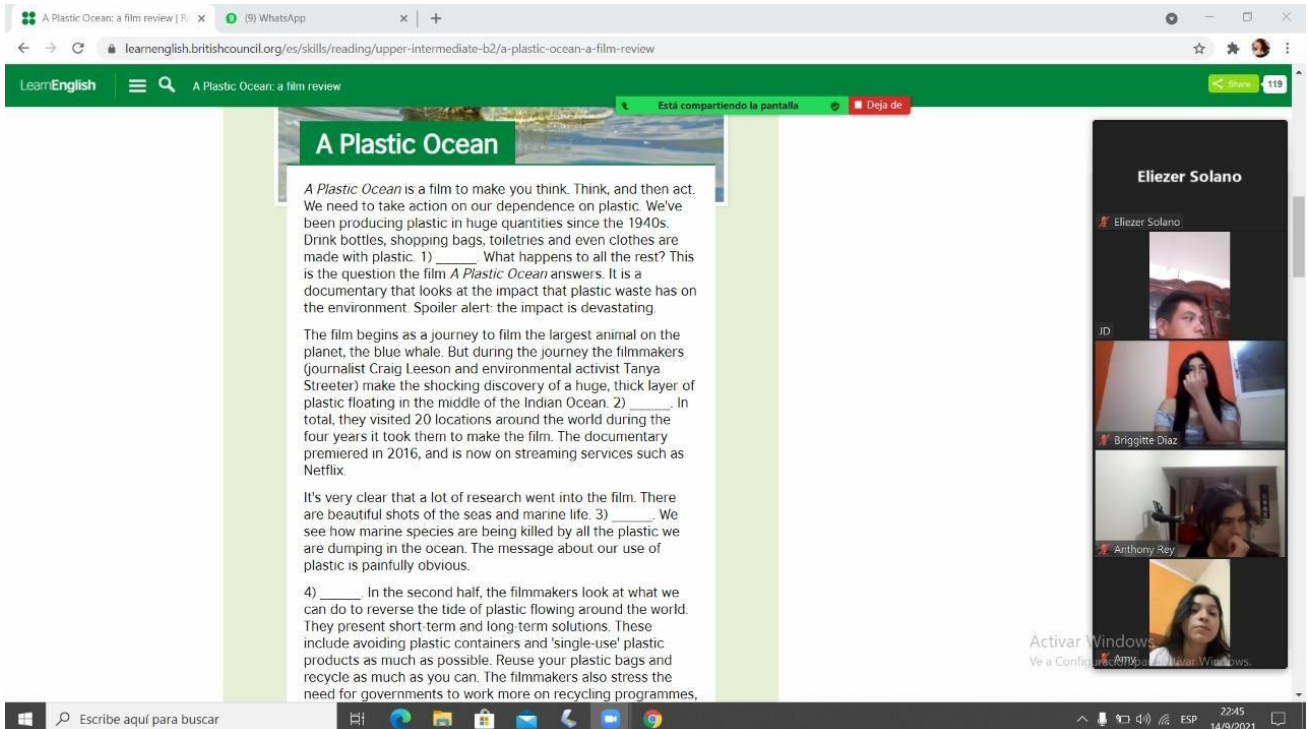 A Plastic Ocean: a film review | R
(9) WhatsApp
learnenglish.britishcouncil.org/es/skills/reading/upper-intermediate-b2/a-plastic-ocean-a-film-review
LearnEnglish
A Plastic Ocean: a film review
Share
119
Está compartiendo la pantalla
Deja de
A Plastic Ocean
A Plastic Ocean is a film to make you think. Think, and then act.
We need to take action on our dependence on plastic. We've
been producing plastic in huge quantities since the 1940s.
Drink bottles, shopping bags, toiletries and even clothes are
made with plastic. 1) ______. What happens to all the rest? This
is the question the film A Plastic Ocean answers. It is a
documentary that looks at the impact that plastic waste has on
the environment. Spoiler alert: the impact is devastating.
The film begins as a journey to film the largest animal on the
planet, the blue whale. But during the journey the filmmakers
(journalist Craig Leeson and environmental activist Tanya
Streeter) make the shocking discovery of a huge, thick layer of
plastic floating in the middle of the Indian Ocean. 2) ______. In
total, they visited 20 locations around the world during the
four years it took them to make the film. The documentary
premiered in 2016, and is now on streaming services such as
Netflix.
It's very clear that a lot of research went into the film. There
are beautiful shots of the seas and marine life. 3) ______. We
see how marine species are being killed by all the plastic we
are dumping in the ocean. The message about our use of
plastic is painfully obvious.
4) ______. In the second half, the filmmakers look at what we
can do to reverse the tide of plastic flowing around the world.
They present short-term and long-term solutions. These
include avoiding plastic containers and 'single-use' plastic
products as much as possible. Reuse your plastic bags and
recycle as much as you can. The filmmakers also stress the
need for governments to work more on recycling programmes,
Eliezer Solano
Eliezer Solano
JD
Briggitte Diaz
Anthony Rey
Amy
Activar Windows
Ve a Configuración para activar Windows.
Escribe aquí para buscar
ESP
22:45
14/9/2021